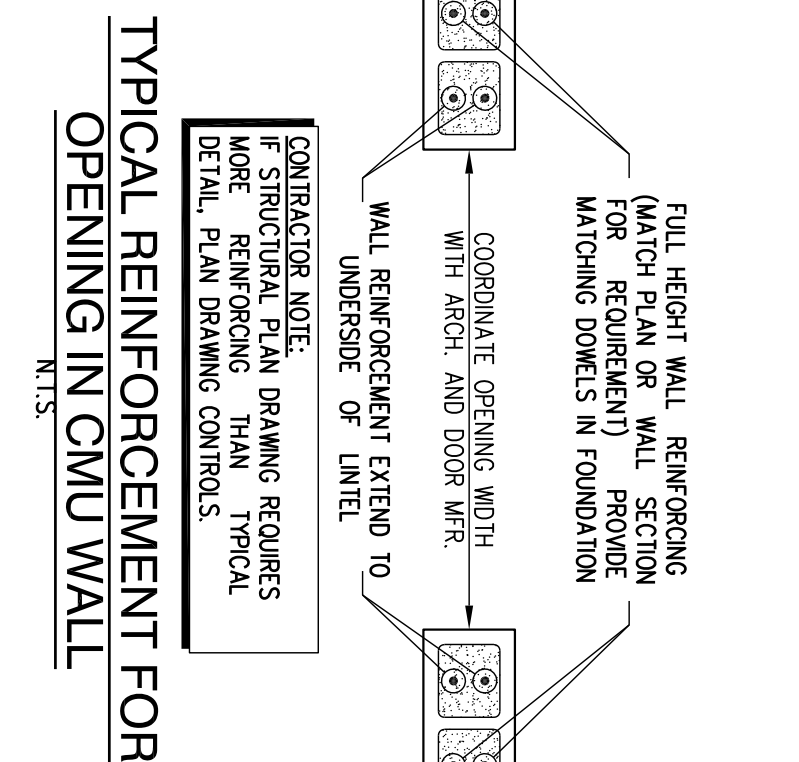 FULL HEIGHT WALL REINFORCING
(MATCH PLAN OR WALL SECTION
FOR REQUIREMENT) PROVIDE
MATCHING DOWELS IN FOUNDATION
COORDINATE OPENING WIDTH
WITH ARCH. AND DOOR MFR.
WALL REINFORCEMENT EXTEND TO
UNDERSIDE OF LINTEL
CONTRACTOR NOTE:
IF STRUCTURAL PLAN DRAWING REQUIRES
MORE REINFORCING THAN TYPICAL
DETAIL, PLAN DRAWING CONTROLS.
TYPICAL REINFORCEMENT FOR
OPENING IN CMU WALL
N.T.S.